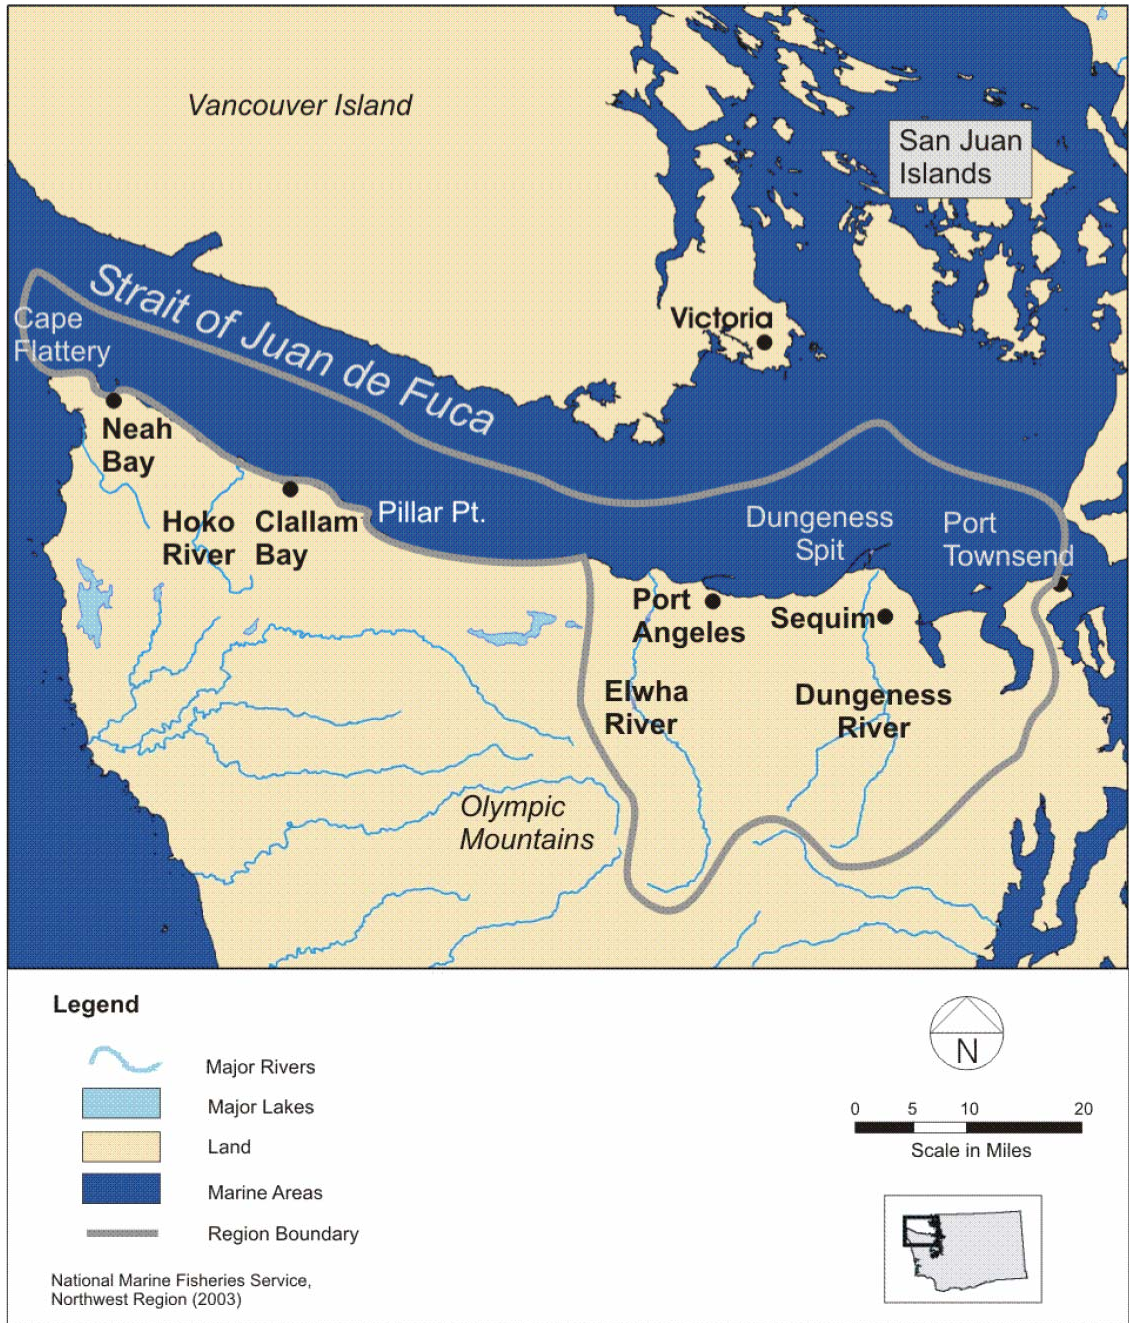 Vancouver Island
San Juan
Islands
Strait of Juan de Fuca
Cape
Flattery
Victoria
Neah
Bay
Hoko
River
Clallam
Bay
Pillar Pt.
Dungeness
Spit
Port
Townsend
Port
Angeles
Sequim
Elwha
River
Dungeness
River
Olympic
Mountains
Legend
Major Rivers
Major Lakes
Land
Marine Areas
Region Boundary
National Marine Fisheries Service,
Northwest Region (2003)
N
0 5 10 20
Scale in Miles